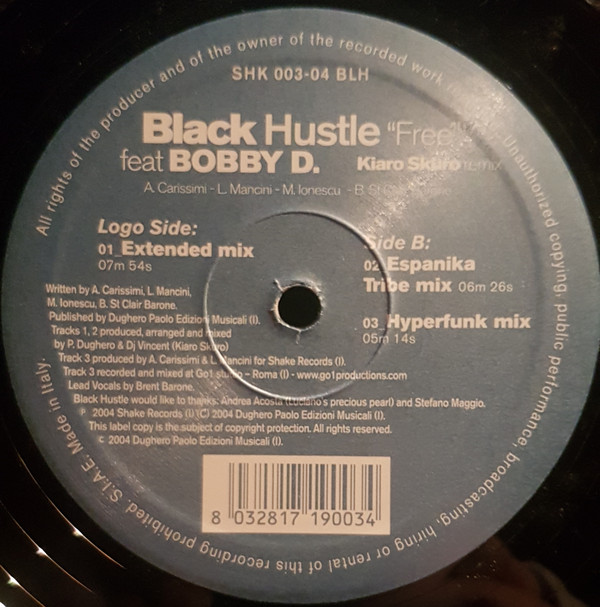 All rights of the producer and of the owner of the recorded work
Unauthorized copying, public performance, broadcasting, hiring or rental of this recording prohibited. S.I.A.E. Made in Italy.
SHK 003-04 BLH
Black Hustle "Free"
feat BOBBY D. Kiaro Skuro remix
A. Carissimi - L. Mancini - M. Ionescu - B. St
Logo Side:
01_Extended mix
07m 54s
Side B:
02_Espanika
Tribe mix 06m 26s
03_Hyperfunk mix
05m 14s
Written by A. Carissimi, L. Mancini,
M. Ionescu, B. St Clair Barone.
Published by Dughero Paolo Edizioni Musicali (I).
Tracks 1, 2 produced, arranged and mixed
by P. Dughero & Dj Vincent (Kiaro Skuro)
Track 3 produced by A. Carissimi & L. Mancini for Shake Records (I).
Track 3 recorded and mixed at Go1 studio – Roma (I) - www.go1productions.com
Lead Vocals by Brent Barone.
Black Hustle would like to thanks: Andrea Acosta (Luciano's precious pearl) and Stefano Maggio.
℗ 2004 Shake Records (I) (C) 2004 Dughero Paolo Edizioni Musicali (I).
This label copy is the subject of copyright protection. All rights reserved.
© 2004 Dughero Paolo Edizioni Musicali (I).
8 032817 190034